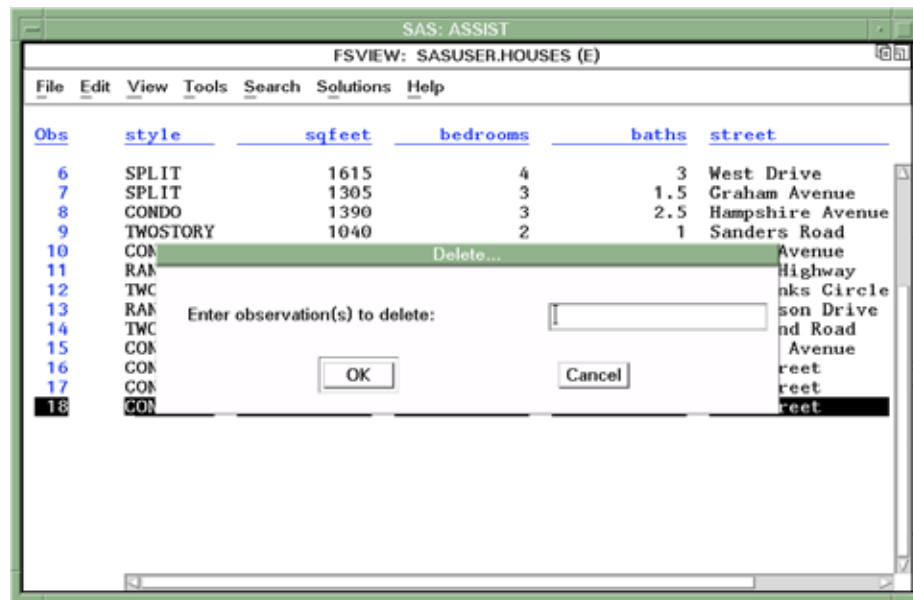 SAS: ASSIST
FSVIEW: SASUSER.HOUSES (E)
File Edit View Tools Search Solutions Help
Obs style sqfeet bedrooms baths street
6 SPLIT 1615 4 3 West Drive
7 SPLIT 1305 3 1.5 Graham Avenue
8 CONDO 1390 3 2.5 Hampshire Avenue
9 TWOSTORY 1040 2 1 Sanders Road
10 CON Avenue
11 RAN Highway
12 TWO nks Circle
13 RAN son Drive
14 TWO nd Road
15 CON Avenue
16 CON reet
17 CON reet
18 CON reet
Delete...
Enter observation(s) to delete:
OK Cancel